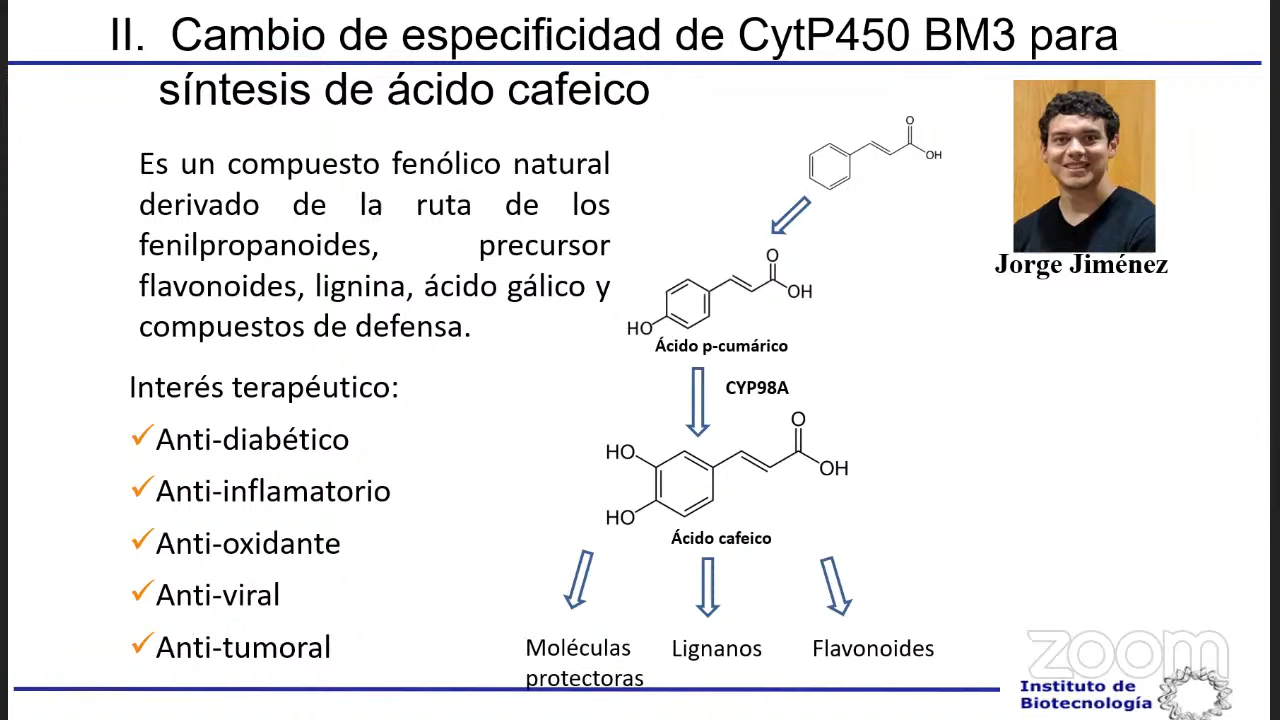 II. Cambio de especificidad de CytP450 BM3 para
síntesis de ácido cafeico
Es un compuesto fenólico natural
derivado de la ruta de los
fenilpropanoides, precursor
flavonoides, lignina, ácido gálico y
compuestos de defensa.
Interés terapéutico:
Anti-diabético
Anti-inflamatorio
Anti-oxidante
Anti-viral
Anti-tumoral
O
OH
Jorge Jiménez
O
OH
HO
Ácido p-cumárico
CYP98A
O
HO
OH
HO
Ácido cafeico
Moléculas
protectoras
Lignanos
Flavonoides
zoom
Instituto de
Biotecnología